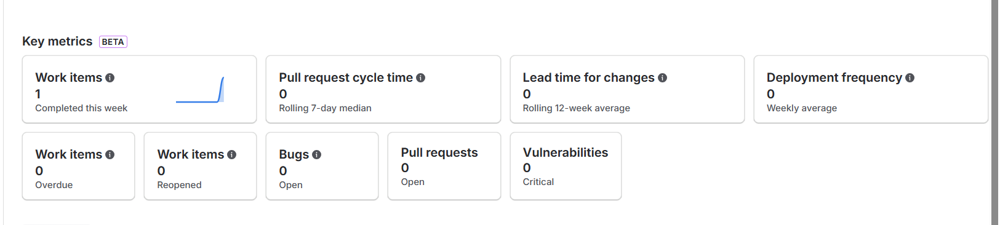 Key metrics BETA
Work items
1
Completed this week
Pull request cycle time
0
Rolling 7-day median
Lead time for changes
0
Rolling 12-week average
Deployment frequency
0
Weekly average
Work items
0
Overdue
Work items
0
Reopened
Bugs
0
Open
Pull requests
0
Open
Vulnerabilities
0
Critical